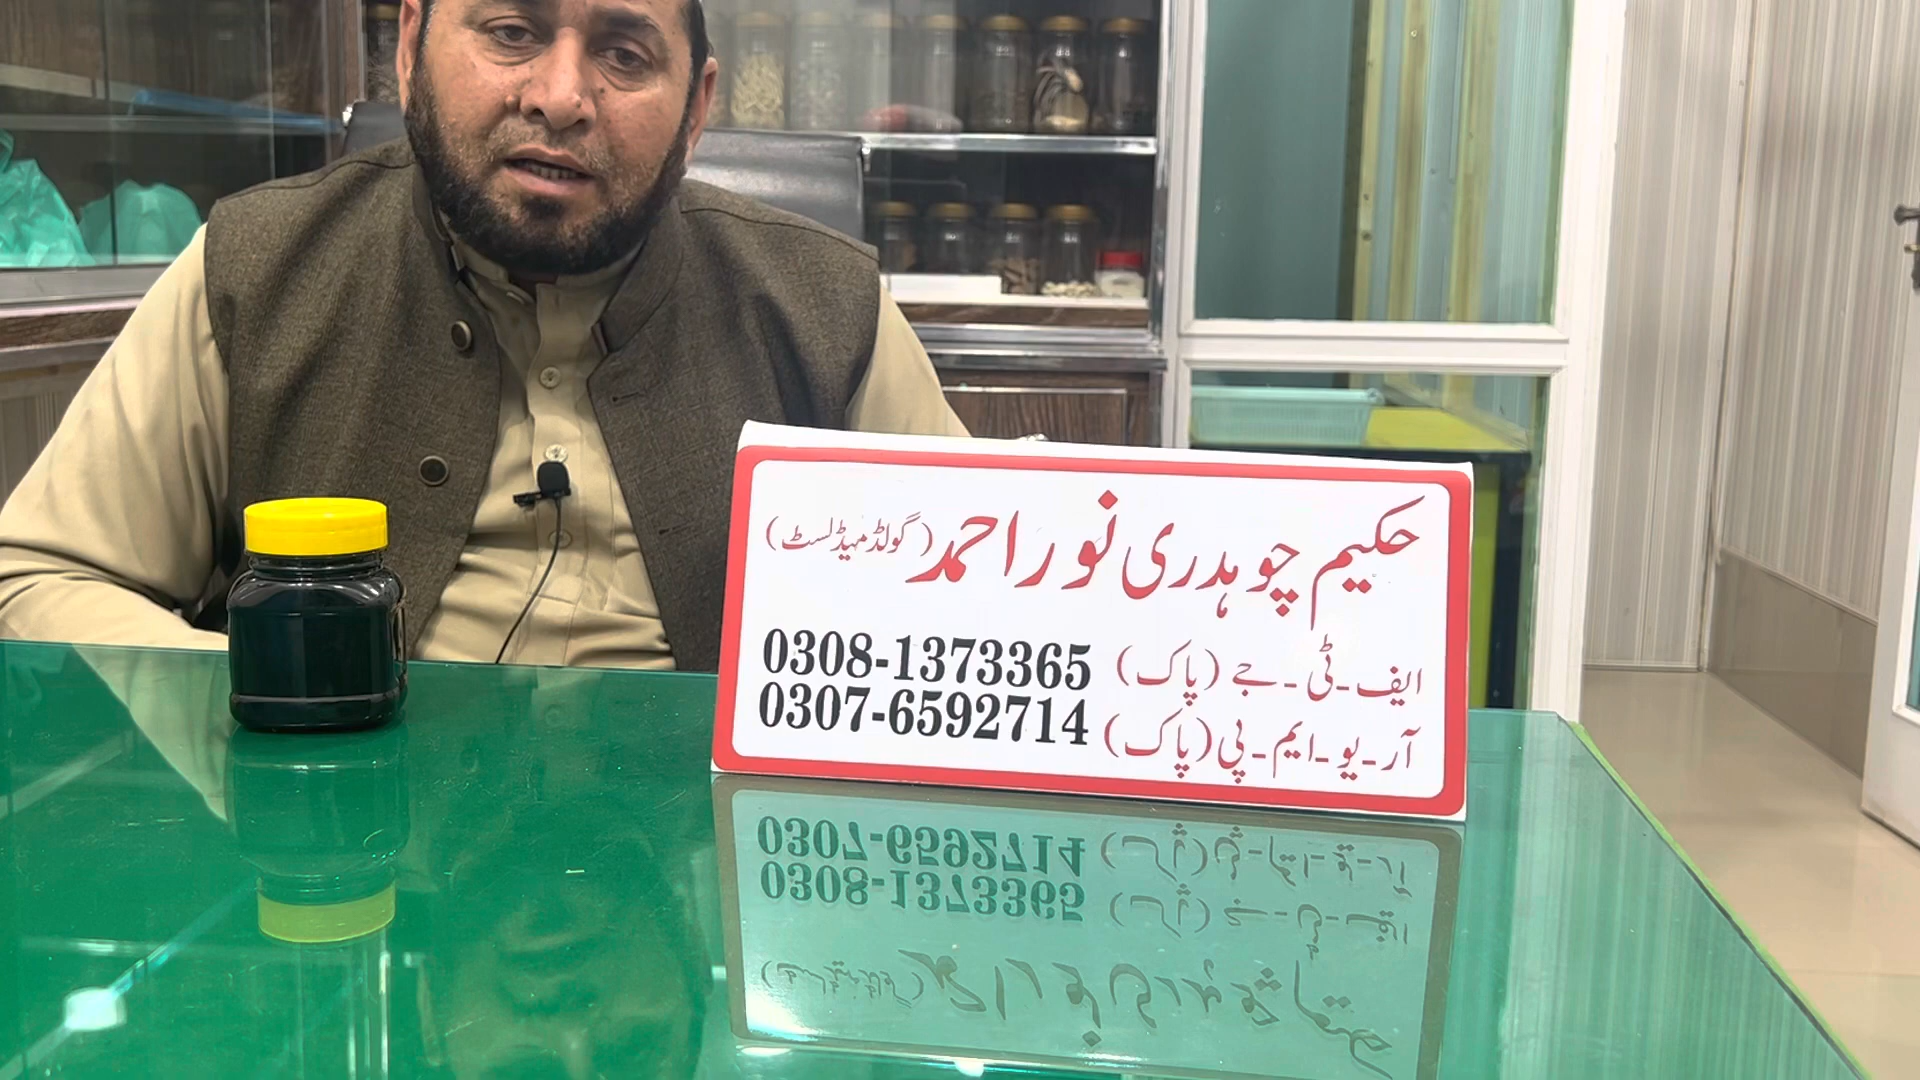 حکیم چوہدری نور احمد (گولڈ میڈلسٹ)
ایف۔ٹی۔جے (پاک) 0308-1373365
آر۔یو۔ایم۔پی (پاک) 0307-6592714